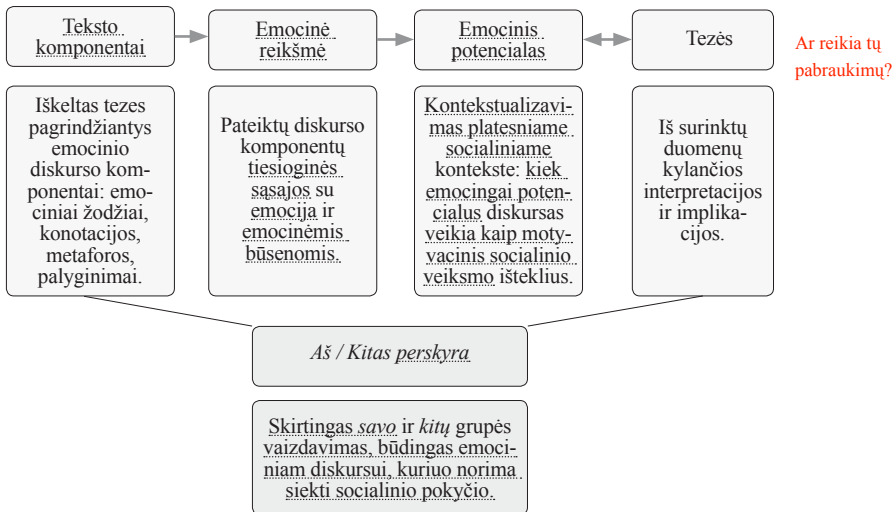 Teksto
komponentai
Emocinė
reikšmė
Emocinis
potencialas
Tezės
Ar reikia tų
pabraukimų?
Iškeltas tezes
pagrindžiantys
emocinio
diskurso kom-
ponentai: emo-
ciniai žodžiai,
konotacijos,
metaforos,
palyginimai.
Pateiktų diskurso
komponentų
tiesioginės
sąsajos su
emocija ir
emocinėmis
būsenomis.
Kontekstualizavi-
mas platesniame
socialiniame
kontekste: kiek
emocingai poten-
cialus diskursas
veikia kaip moty-
vacinis socialinio
veiksmo išteklius.
Iš surinktų
duomenų
kylančios
interpretacijos
ir implika-
cijos.
Aš / Kitas perskyra
Skirtingas savo ir kitų grupės
vaizdavimas, būdingas emoci-
niam diskursui, kuriuo norima
siekti socialinio pokyčio.